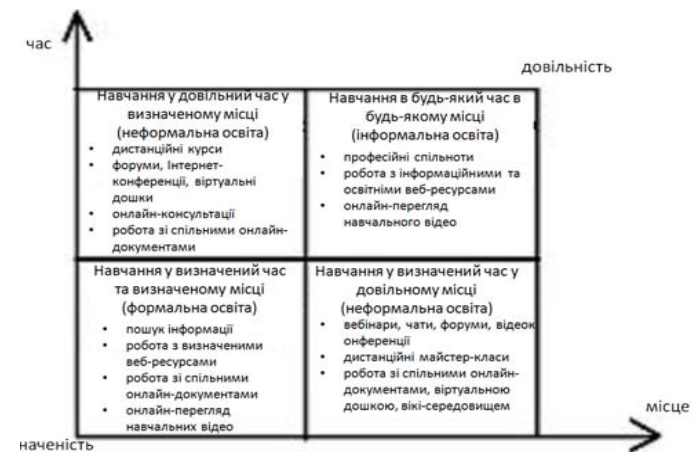 час
довільність
Навчання у довільний час у
визначеному місці
(неформальна освіта)
• дистанційні курси
• форуми, Інтернет-
конференції, віртуальні
дошки
• онлайн-консультації
• робота зі спільними онлайн-
документами
Навчання в будь-який час в
будь-якому місці
(інформальна освіта)
• професійні спільноти
• робота з інформаційними та
освітніми веб-ресурсами
• онлайн-перегляд
навчального відео
Навчання у визначений час
та визначеному місці
(формальна освіта)
• пошук інформації
• робота з визначеними
веб-ресурсами
• робота зі спільними
онлайн-документами
• онлайн-перегляд
навчальних відео
Навчання у визначений час у
довільному місці
(неформальна освіта)
• вебінари, чати, форуми, відеок
онференції
• дистанційні майстер-класи
• робота зі спільними онлайн-
документами, віртуальною
дошкою, вікі-середовищем
місце
наченість